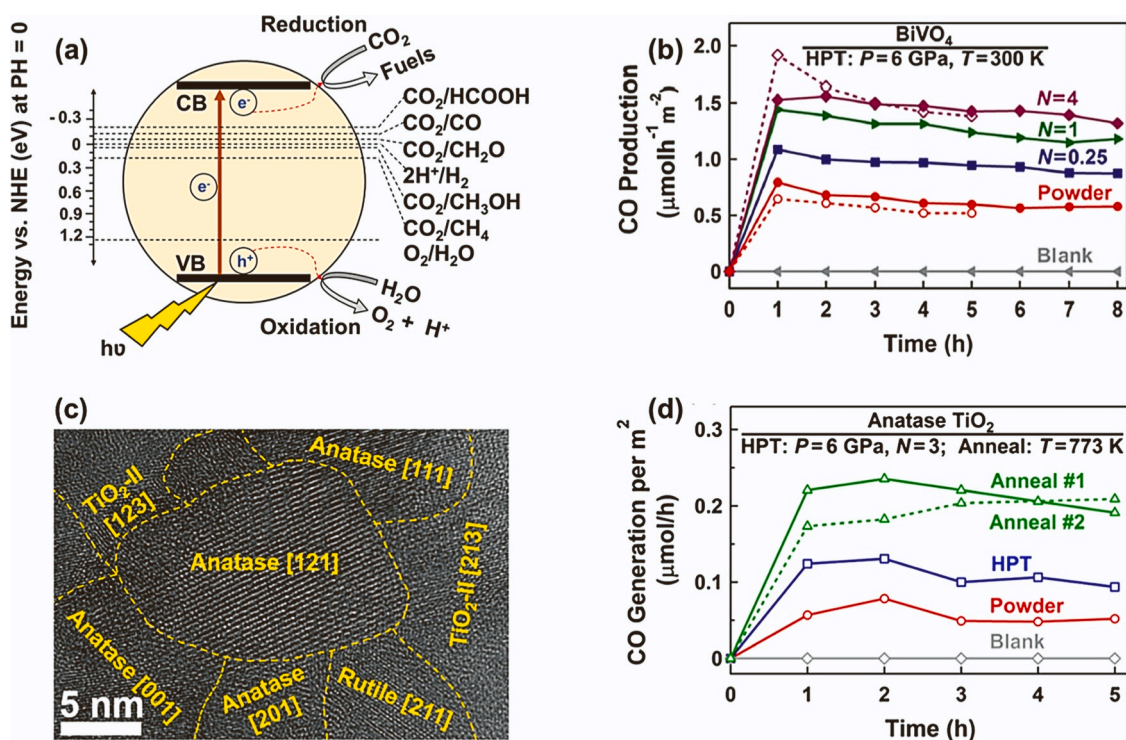 (a)
Reduction
CO2
Fuels
Energy vs. NHE (eV) at PH = 0
- 0.3
0
0.3
0.6
0.9
1.2
CB
e-
e-
h+
VB
hυ
CO2/HCOOH
CO2/CO
CO2/CH2O
2H+/H2
CO2/CH3OH
CO2/CH4
O2/H2O
H2O
O2 + H+
Oxidation
(b)
BiVO4
HPT: P = 6 GPa, T = 300 K
CO Production
(µmolh-1 m-2)
2.0
1.5
1.0
0.5
0
N=4
N=1
N=0.25
Powder
Blank
0 1 2 3 4 5 6 7 8
Time (h)
(c)
Anatase [111]
TiO2-II
[123]
Anatase [121]
TiO2-II [213]
Anatase [001]
Anatase
[201]
Rutile [211]
5 nm
(d)
Anatase TiO2
HPT: P = 6 GPa, N = 3; Anneal: T = 773 K
CO Generation per m2
(µmol/h)
0.3
0.2
0.1
0
Anneal #1
Anneal #2
HPT
Powder
Blank
0 1 2 3 4 5
Time (h)